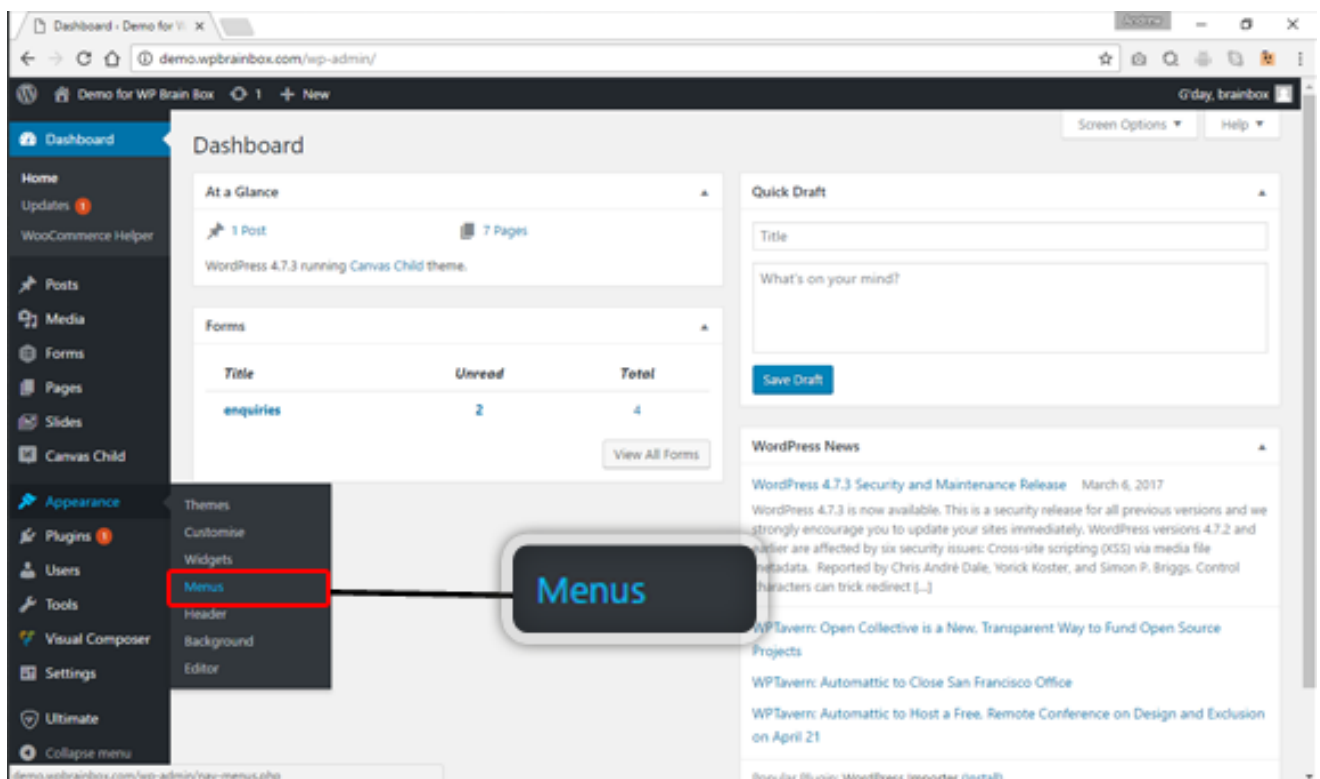 Dashboard ‹ Demo for W
demo.wpbrainbox.com/wp-admin/
Demo for WP Brain Box 1 + New
G'day, brainbox
Screen Options Help
Dashboard
Home
Updates 1
WooCommerce Helper
Posts
Media
Forms
Pages
Slides
Canvas Child
Appearance
Plugins 1
Users
Tools
Visual Composer
Settings
Ultimate
Collapse menu
Themes
Customise
Widgets
Menus
Header
Background
Editor
Menus
Dashboard
At a Glance
1 Post 7 Pages
WordPress 4.7.3 running Canvas Child theme.
Forms
Title Unread Total
enquiries 2 4
View All Forms
Quick Draft
Title
What's on your mind?
Save Draft
WordPress News
WordPress 4.7.3 Security and Maintenance Release March 6, 2017
WordPress 4.7.3 is now available. This is a security release for all previous versions and we
strongly encourage you to update your sites immediately. WordPress versions 4.7.2 and
earlier are affected by six security issues: Cross-site scripting (XSS) via media file
metadata. Reported by Chris André Dale, Yorick Koster, and Simon P. Briggs. Control
characters can trick redirect [...]
WPTavern: Open Collective is a New, Transparent Way to Fund Open Source
Projects
WPTavern: Automattic to Close San Francisco Office
WPTavern: Automattic to Host a Free, Remote Conference on Design and Exclusion
on April 21
Popular Plugin: WordPress Importer (Install)
demo.wpbrainbox.com/wp-admin/nav-menus.php